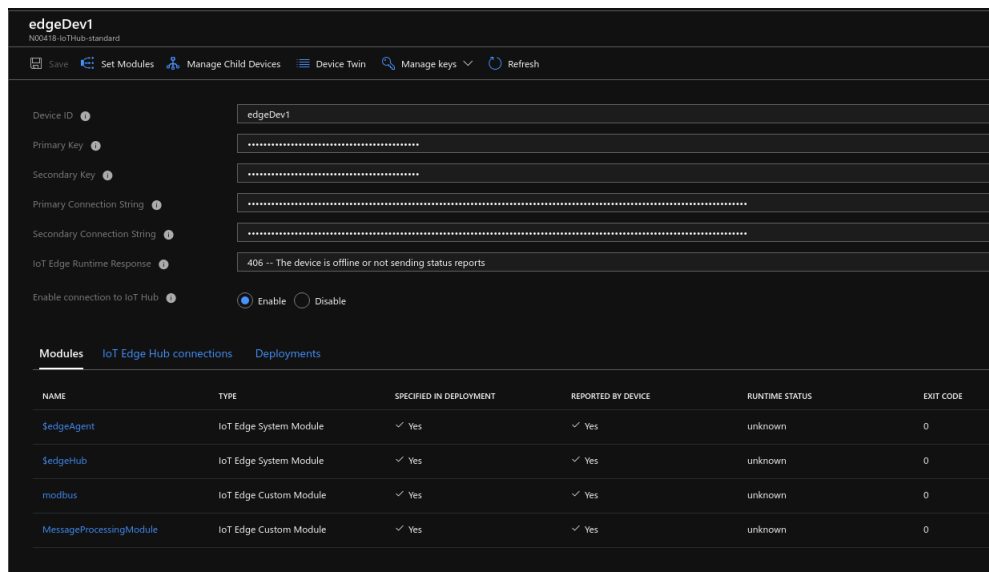 edgeDev1
N00418-IoTHub-standard
Save Set Modules Manage Child Devices Device Twin Manage keys Refresh
Device ID edgeDev1
Primary Key
Secondary Key
Primary Connection String
Secondary Connection String
IoT Edge Runtime Response 406 -- The device is offline or not sending status reports
Enable connection to IoT Hub Enable Disable
Modules IoT Edge Hub connections Deployments
NAME TYPE SPECIFIED IN DEPLOYMENT REPORTED BY DEVICE RUNTIME STATUS EXIT CODE
$edgeAgent IoT Edge System Module Yes Yes unknown 0
$edgeHub IoT Edge System Module Yes Yes unknown 0
modbus IoT Edge Custom Module Yes Yes unknown 0
MessageProcessingModule IoT Edge Custom Module Yes Yes unknown 0